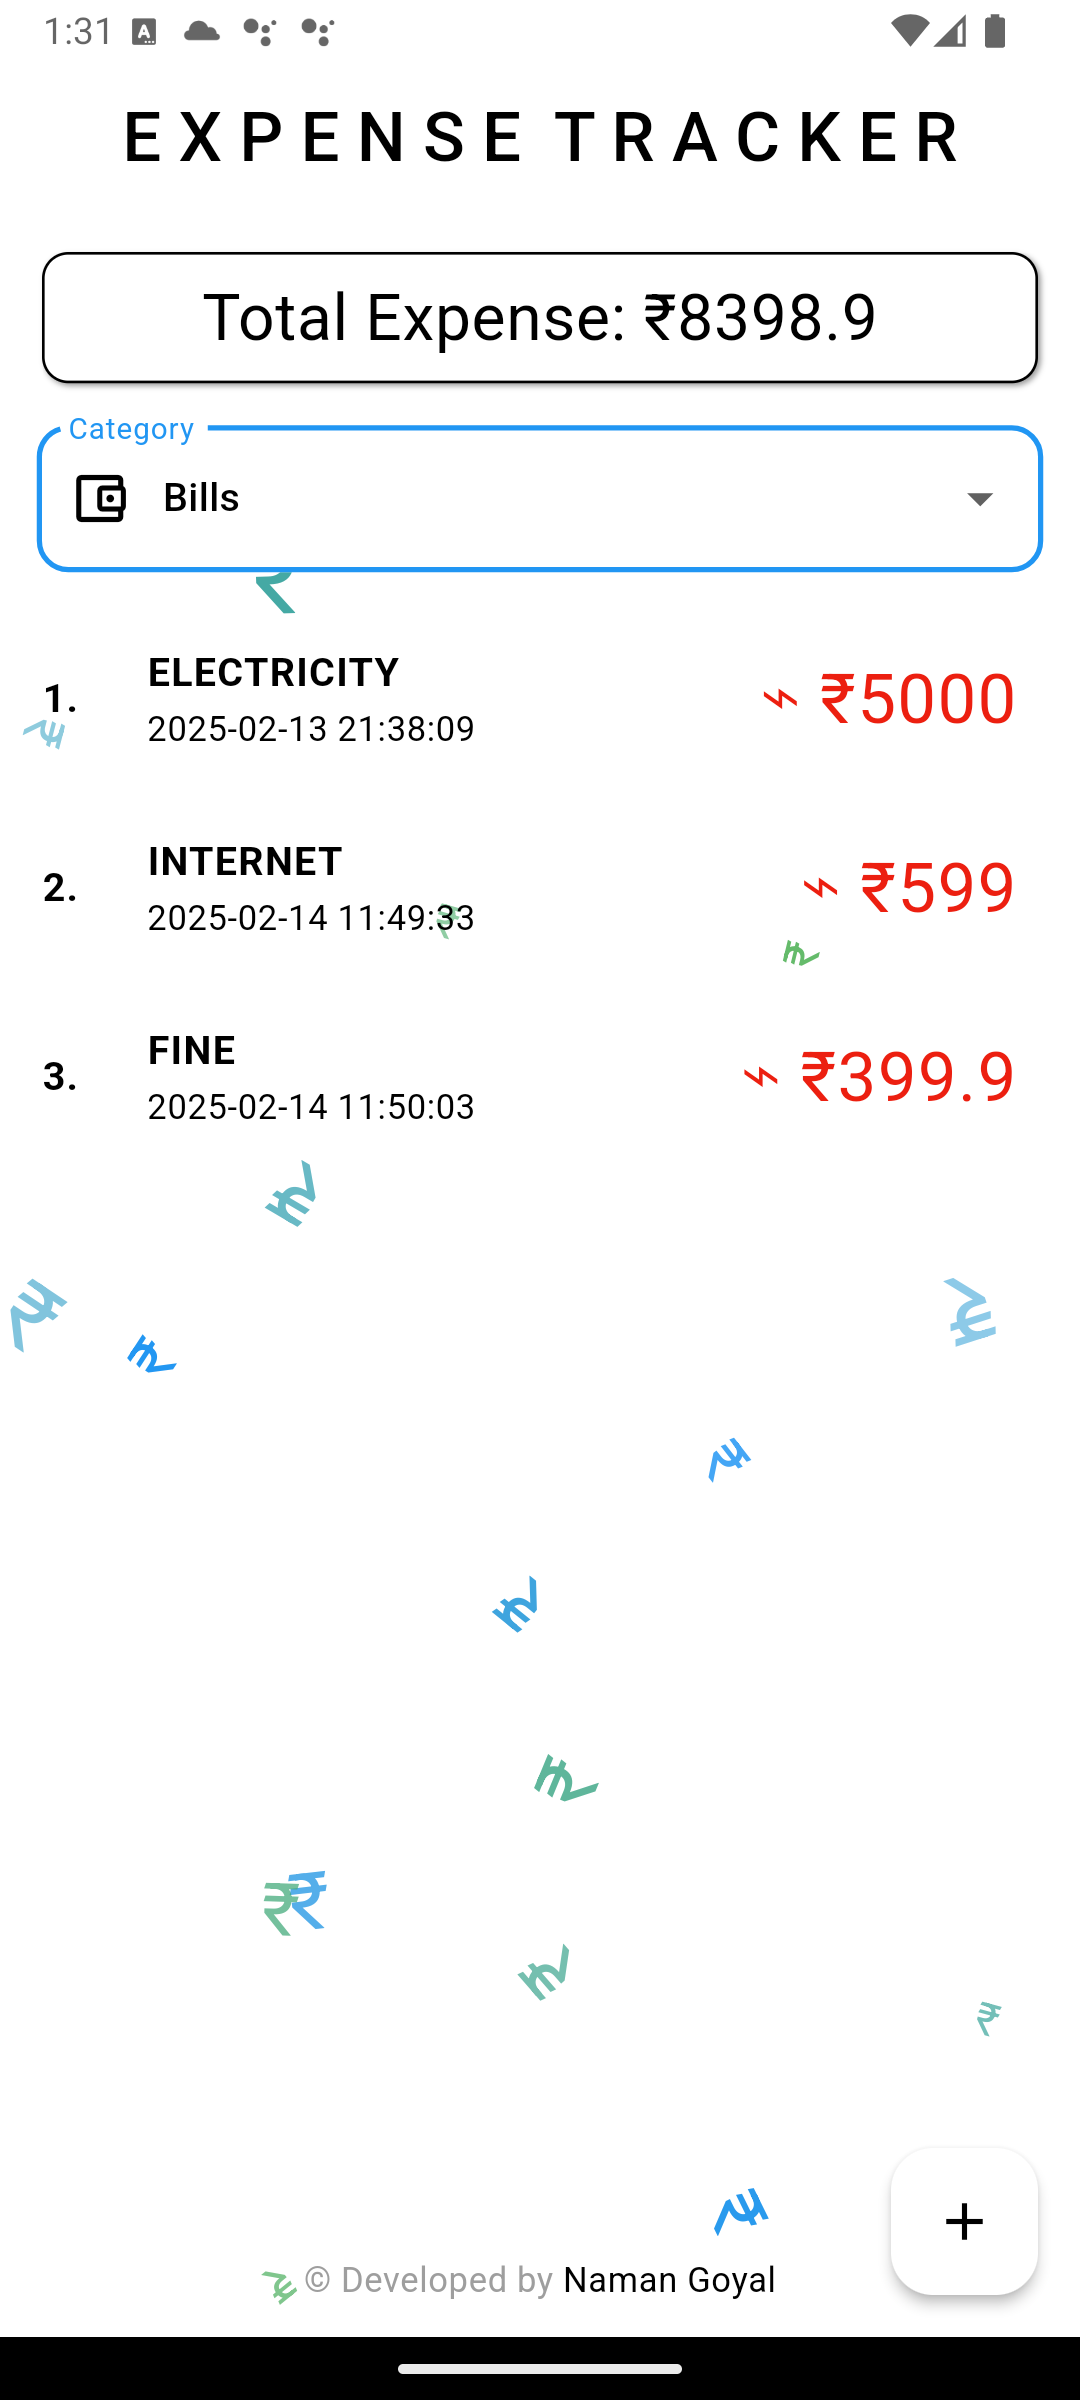 1:31
EXPENSE TRACKER
Total Expense: ₹8398.9
Category
Bills
1.
ELECTRICITY
2025-02-13 21:38:09
₹5000
2.
INTERNET
2025-02-14 11:49:33
₹599
3.
FINE
2025-02-14 11:50:03
₹399.9
© Developed by Naman Goyal